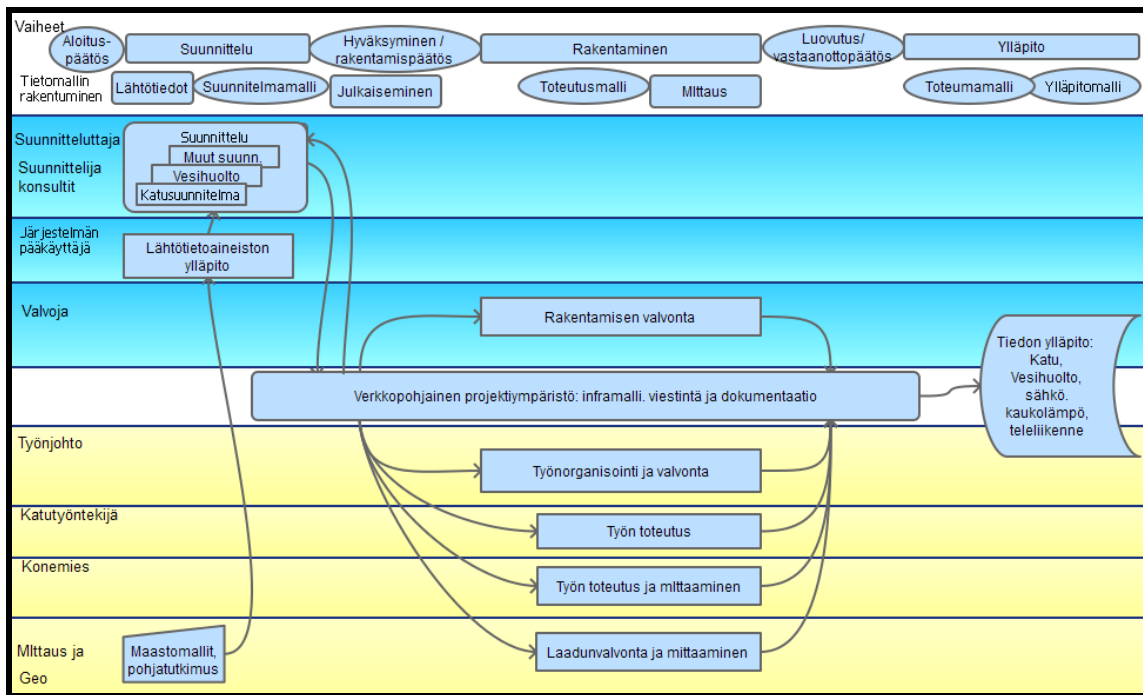 Vaiheet
Aloitus-
päätös
Suunnittelu
Hyväksyminen /
rakentamispäätös
Rakentaminen
Luovutus/
vastaanottopäätös
Ylläpito
Tietomallin
rakentuminen
Lähtötiedot
Suunnitelmamalli
Julkaiseminen
Toteutusmalli
MIttaus
Toteumamalli
Ylläpitomalli
Suunnitteluttaja
Suunnittelija
konsultit
Suunnittelu
Muut suunn.
Vesihuolto
Katusuunnitelma
Järjestelmän
pääkäyttäjä
Lähtötietoaineiston
ylläpito
Valvoja
Rakentamisen valvonta
Verkkopohjainen projektiympäristö: inframalli. viestintä ja dokumentaatio
Tiedon ylläpito:
Katu,
Vesihuolto,
sähkö.
kaukolämpö,
teleliikenne
Työnjohto
Työnorganisointi ja valvonta
Katutyöntekijä
Työn toteutus
Konemies
Työn toteutus ja mIttaaminen
MIttaus ja
Geo
Maastomallit,
pohjatutkimus
Laadunvalvonta ja mittaaminen